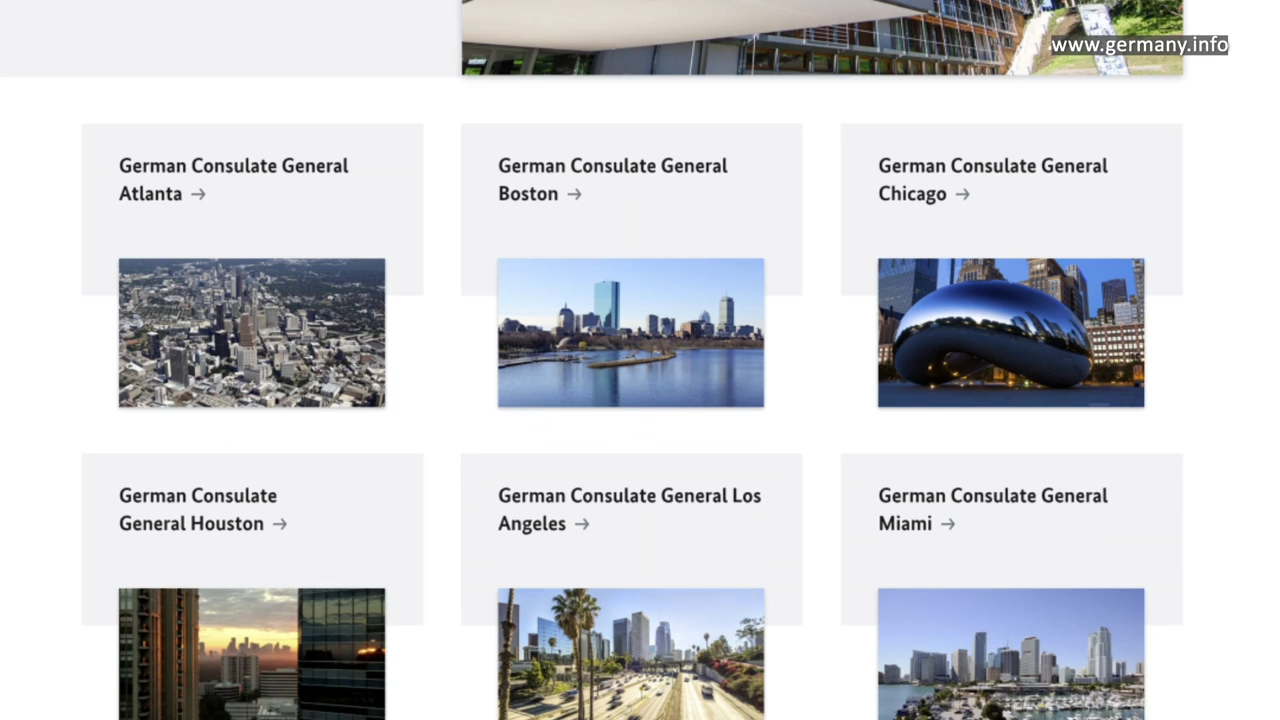 www.germany.info
German Consulate General
Atlanta →
German Consulate General
Boston →
German Consulate General
Chicago →
German Consulate
General Houston →
German Consulate General Los
Angeles →
German Consulate General
Miami →